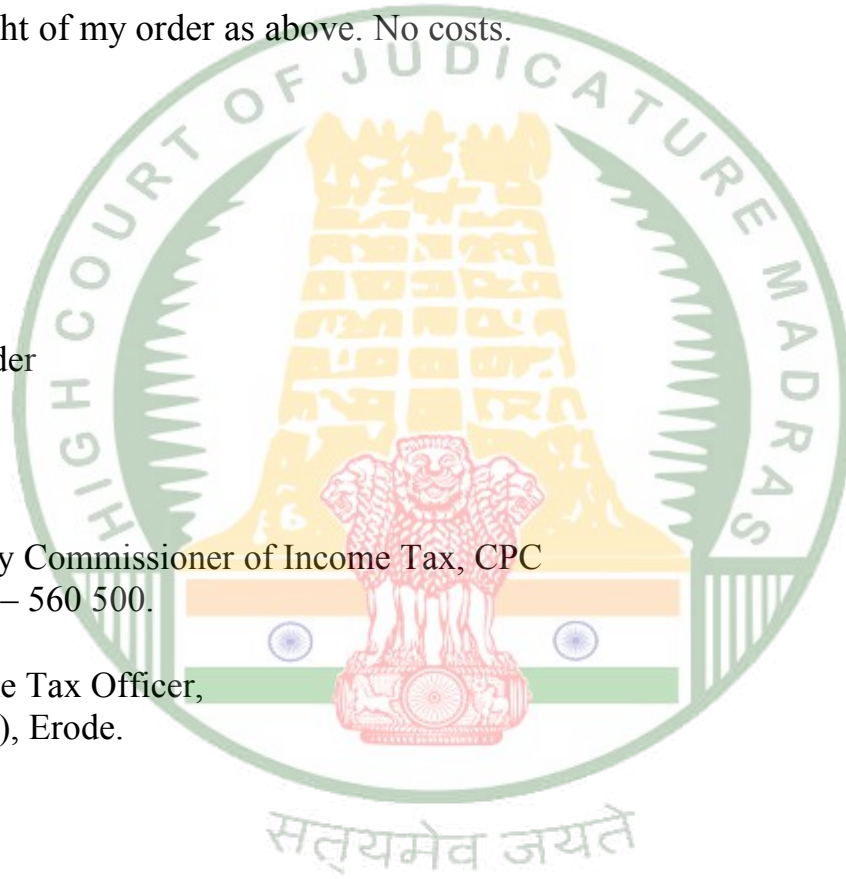 ght of my order as above. No costs.
HIGH COURT OF JUDICATURE MADRAS
der
y Commissioner of Income Tax, CPC
– 560 500.
e Tax Officer,
), Erode.
सत्यमेव जयते